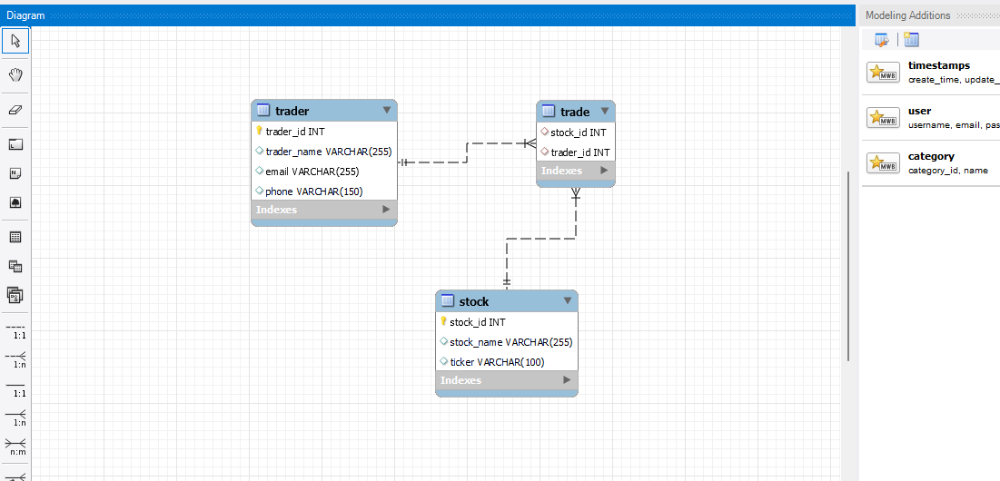 Diagram
Modeling Additions
timestamps
create_time, update_
user
username, email, pas
category
category_id, name
trader
trader_id INT
trader_name VARCHAR(255)
email VARCHAR(255)
phone VARCHAR(150)
Indexes
trade
stock_id INT
trader_id INT
Indexes
stock
stock_id INT
stock_name VARCHAR(255)
ticker VARCHAR(100)
Indexes
1:1
1:n
1:1
1:n
n:m
MWB
MWB
MWB